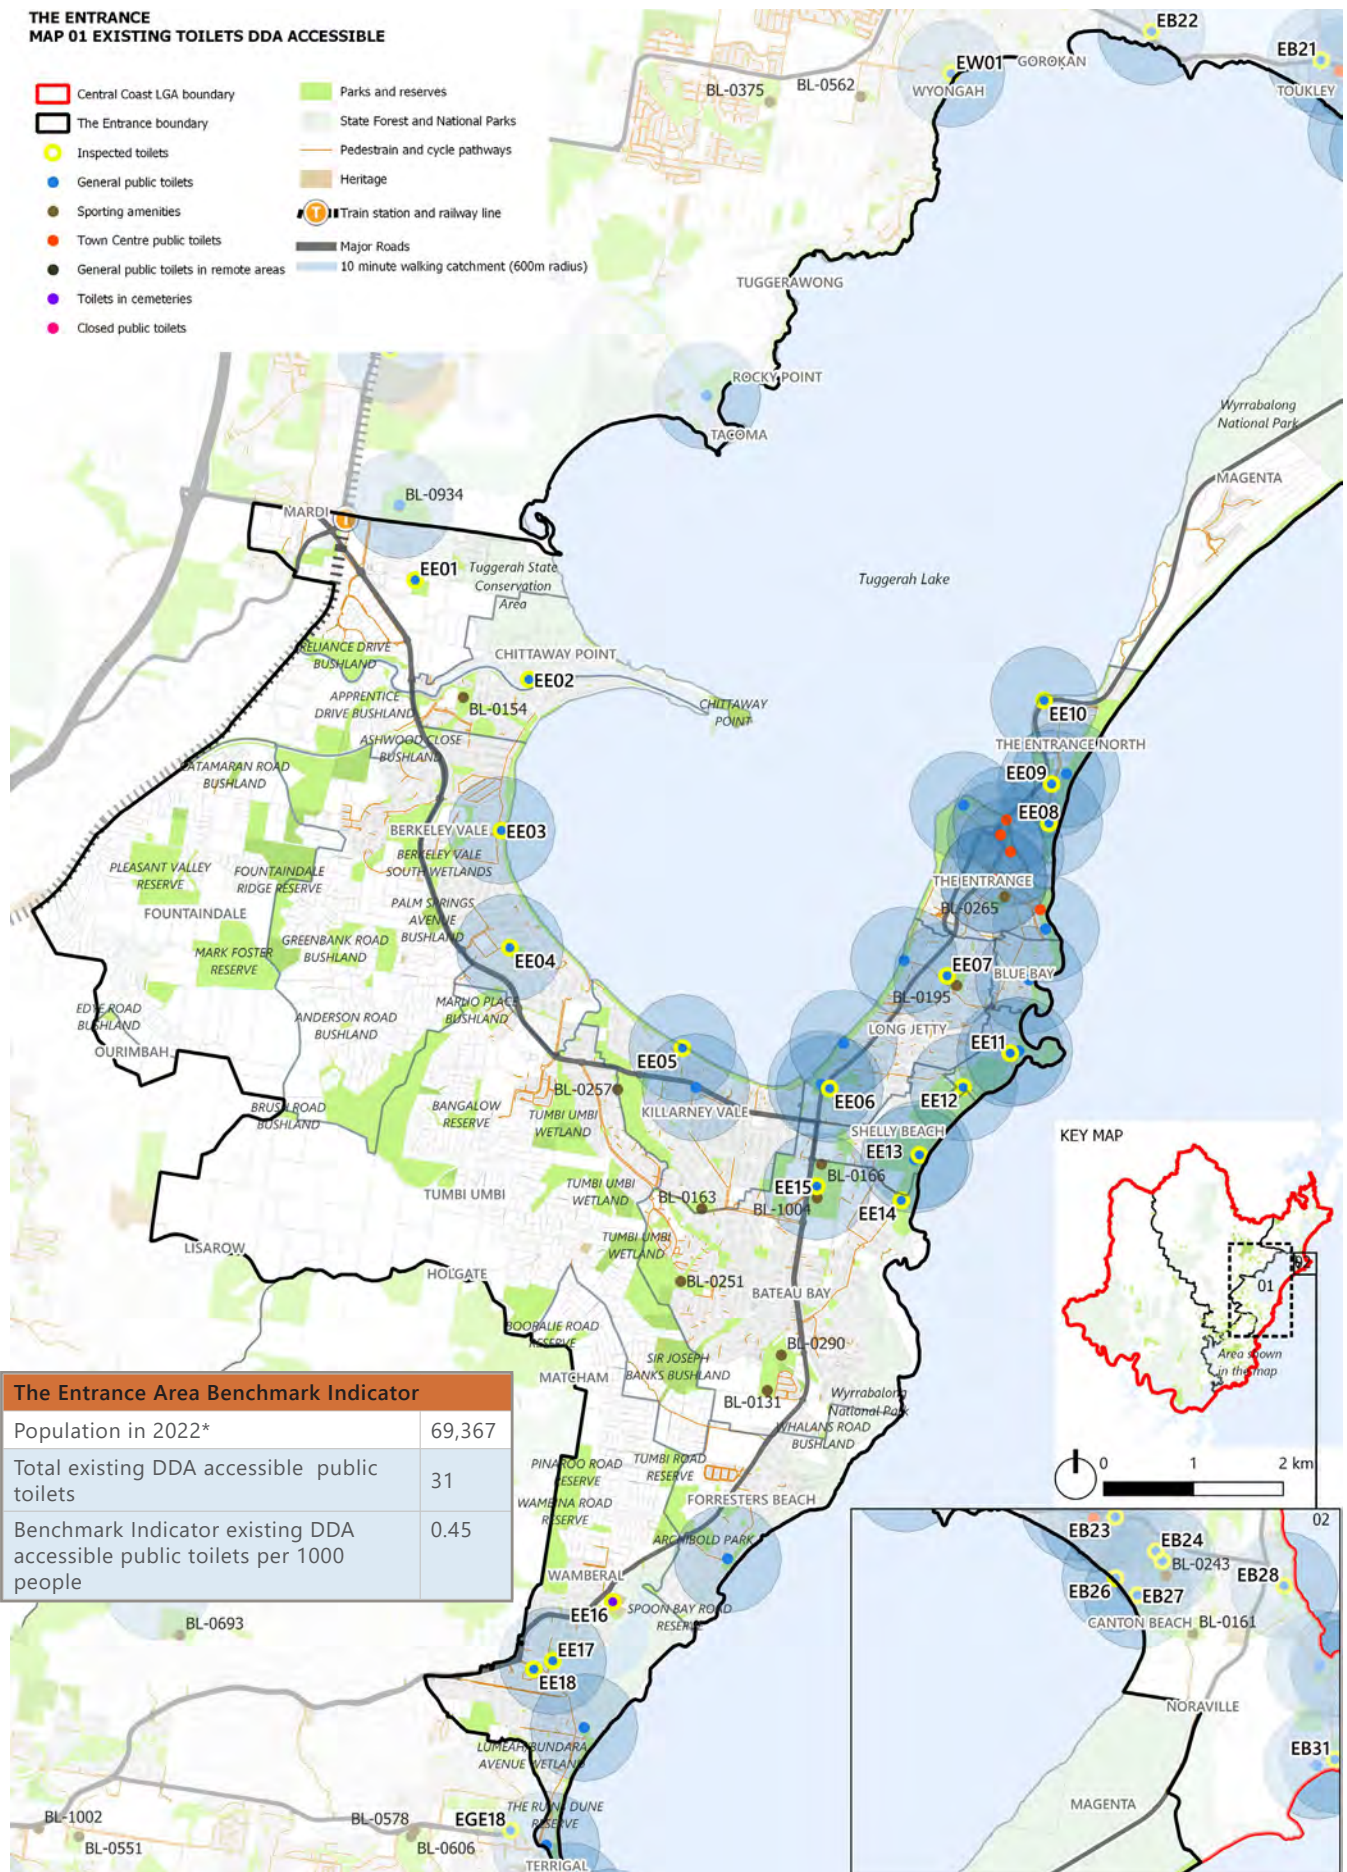 THE ENTRANCE
MAP 01 EXISTING TOILETS DDA ACCESSIBLE
Central Coast LGA boundary
The Entrance boundary
Inspected toilets
General public toilets
Sporting amenities
Town Centre public toilets
General public toilets in remote areas
Toilets in cemeteries
Closed public toilets
Parks and reserves
State Forest and National Parks
Pedestrain and cycle pathways
Heritage
T
Train station and railway line
Major Roads
10 minute walking catchment (600m radius)
EB22
EB21
EW01
GOROKAN
WYONGAH
TOUKLEY
BL-0375
BL-0562
TUGGERAWONG
ROCKY POINT
TACOMA
Wyrrabalong
National Park
MAGENTA
BL-0934
MARDI
T
EE01
Tuggerah State
Conservation
Area
Tuggerah Lake
RELIANCE DRIVE
BUSHLAND
CHITTAWAY POINT
EE02
APPRENTICE
DRIVE BUSHLAND
BL-0154
CHITTAWAY
POINT
EE10
ASHWOOD CLOSE
BUSHLAND
THE ENTRANCE NORTH
CATAMARAN ROAD
BUSHLAND
EE09
EE08
BERKELEY VALE
EE03
BERKELEY VALE
SOUTH WETLANDS
PLEASANT VALLEY
RESERVE
FOUNTAINDALE
RIDGE RESERVE
THE ENTRANCE
BL-0265
PALM SPRINGS
AVENUE
BUSHLAND
FOUNTAINDALE
GREENBANK ROAD
BUSHLAND
MARK FOSTER
RESERVE
EE04
EE07
BLUE BAY
BL-0195
MARLO PLACE
BUSHLAND
EDYE ROAD
BUSHLAND
ANDERSON ROAD
BUSHLAND
LONG JETTY
OURIMBAH
EE11
EE05
BL-0257
EE06
EE12
BRUSH ROAD
BUSHLAND
BANGALOW
RESERVE
TUMBI UMBI
WETLAND
KILLARNEY VALE
SHELLY BEACH
EE13
BL-0166
EE15
TUMBI UMBI
TUMBI UMBI
WETLAND
BL-0163
BL-1004
EE14
TUMBI UMBI
WETLAND
LISAROW
HOLGATE
BL-0251
BATEAU BAY
BOORALIE ROAD
RESERVE
BL-0290
SIR JOSEPH
BANKS BUSHLAND
MATCHAM
BL-0131
Wyrrabalong
National Park
WHALANS ROAD
BUSHLAND
PINAROO ROAD
RESERVE
TUMBI ROAD
RESERVE
WAMBINA ROAD
RESERVE
FORRESTERS BEACH
ARCHIBOLD PARK
WAMBERAL
EE16
SPOON BAY ROAD
RESERVE
EE17
EE18
LUMEAH/BUNDARA
AVENUE WETLAND
THE RUINS DUNE
RESERVE
EGE18
TERRIGAL
BL-0693
BL-1002
BL-0551
BL-0578
BL-0606
The Entrance Area Benchmark Indicator
Population in 2022* 69,367
Total existing DDA accessible public
toilets 31
Benchmark Indicator existing DDA 0.45
accessible public toilets per 1000
people
KEY MAP
02
01
Area shown
in the map
0 1 2 km
02
EB23
EB24
BL-0243
EB26
EB27
EB28
CANTON BEACH
BL-0161
NORAVILLE
EB31
MAGENTA